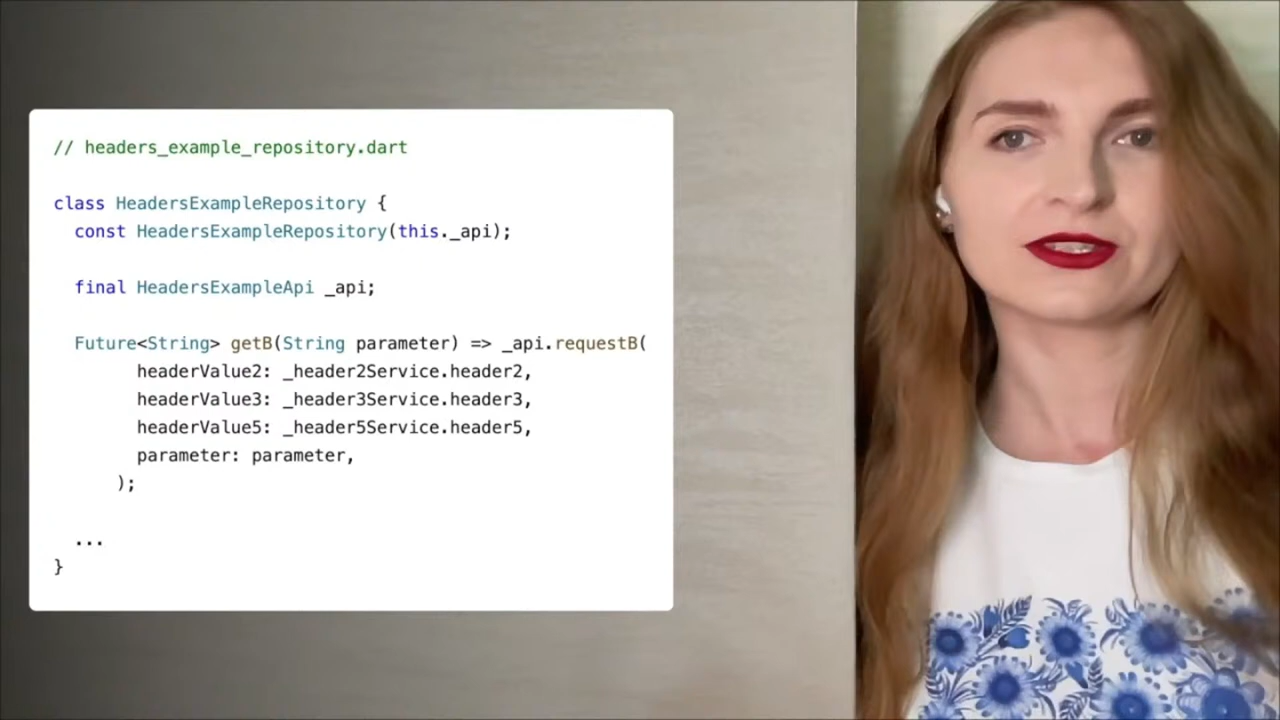 // headers_example_repository.dart
class HeadersExampleRepository {
const HeadersExampleRepository(this._api);
final HeadersExampleApi _api;
Future<String> getB(String parameter) => _api.requestB(
headerValue2: _header2Service.header2,
headerValue3: _header3Service.header3,
headerValue5: _header5Service.header5,
parameter: parameter,
);
...
}